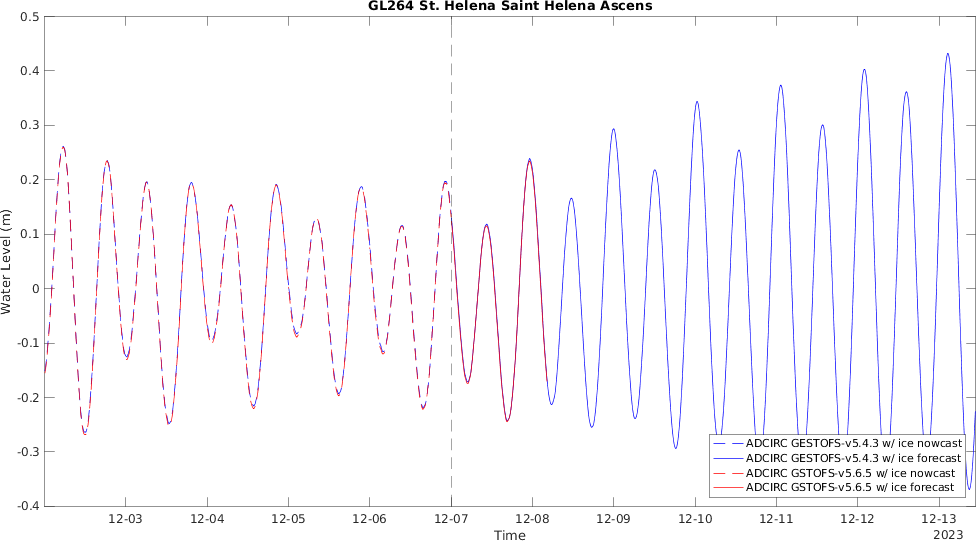 GL264 St. Helena Saint Helena Ascens
0.5
0.4
0.3
0.2
0.1
0
-0.1
-0.2
-0.3
-0.4
Water Level (m)
ADCIRC GESTOFS-v5.4.3 w/ ice nowcast
ADCIRC GESTOFS-v5.4.3 w/ ice forecast
ADCIRC GSTOFS-v5.6.5 w/ ice nowcast
ADCIRC GSTOFS-v5.6.5 w/ ice forecast
12-03 12-04 12-05 12-06 12-07 12-08 12-09 12-10 12-11 12-12 12-13
Time
2023